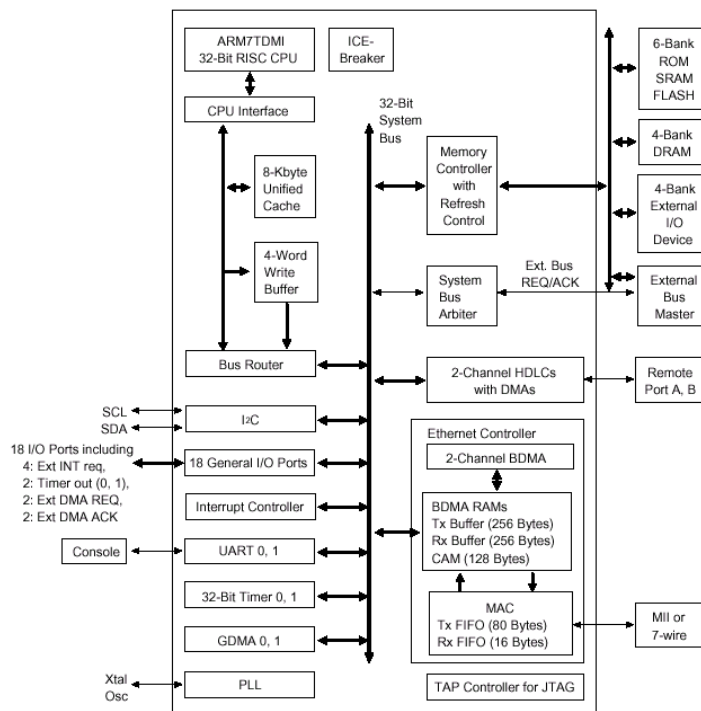 ARM7TDMI
32-Bit RISC CPU
ICE-
Breaker
CPU Interface
8-Kbyte
Unified
Cache
4-Word
Write
Buffer
Bus Router
32-Bit
System
Bus
Memory
Controller
with
Refresh
Control
System
Bus
Arbiter
Ext. Bus
REQ/ACK
6-Bank
ROM
SRAM
FLASH
4-Bank
DRAM
4-Bank
External
I/O
Device
External
Bus
Master
2-Channel HDLCs
with DMAs
Remote
Port A, B
SCL
SDA
I2C
18 I/O Ports including
4: Ext INT req,
2: Timer out (0, 1),
2: Ext DMA REQ,
2: Ext DMA ACK
18 General I/O Ports
Interrupt Controller
Console
UART 0, 1
32-Bit Timer 0, 1
GDMA 0, 1
Xtal
Osc
PLL
Ethernet Controller
2-Channel BDMA
BDMA RAMs
Tx Buffer (256 Bytes)
Rx Buffer (256 Bytes)
CAM (128 Bytes)
MAC
Tx FIFO (80 Bytes)
Rx FIFO (16 Bytes)
MII or
7-wire
TAP Controller for JTAG